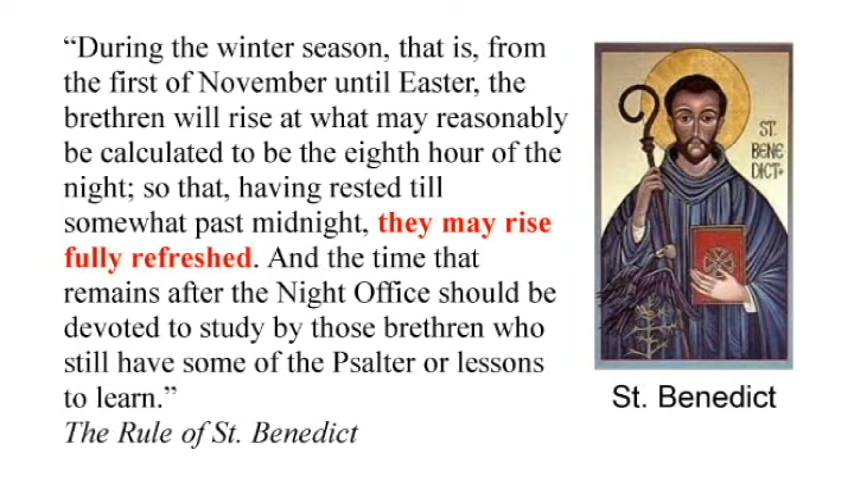 “During the winter season, that is, from
the first of November until Easter, the
brethren will rise at what may reasonably
be calculated to be the eighth hour of the
night; so that, having rested till
somewhat past midnight, they may rise
fully refreshed. And the time that
remains after the Night Office should be
devoted to study by those brethren who
still have some of the Psalter or lessons
to learn.”
The Rule of St. Benedict
ST.
BENE
DICT+
St. Benedict